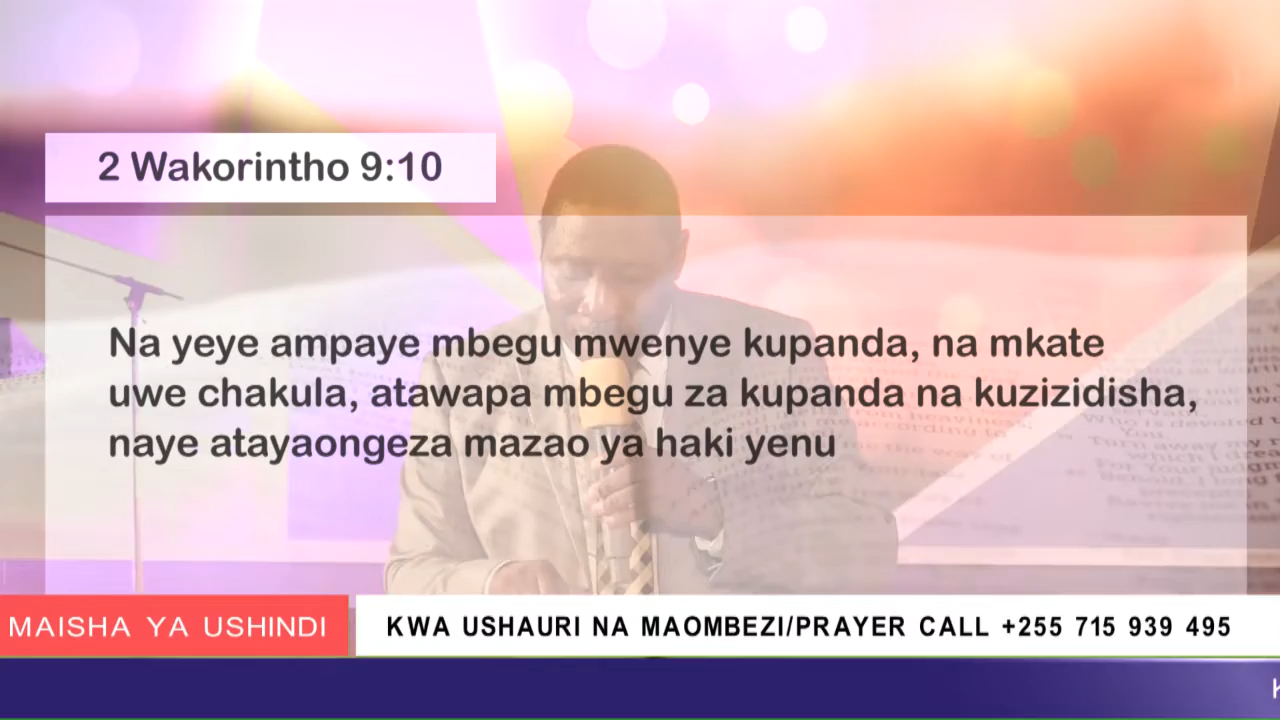 2 Wakorintho 9:10
Na yeye ampaye mbegu mwenye kupanda, na mkate
uwe chakula, atawapa mbegu za kupanda na kuzizidisha,
naye atayaongeza mazao ya haki yenu
MAISHA YA USHINDI
KWA USHAURI NA MAOMBEZI/PRAYER CALL +255 715 939 495